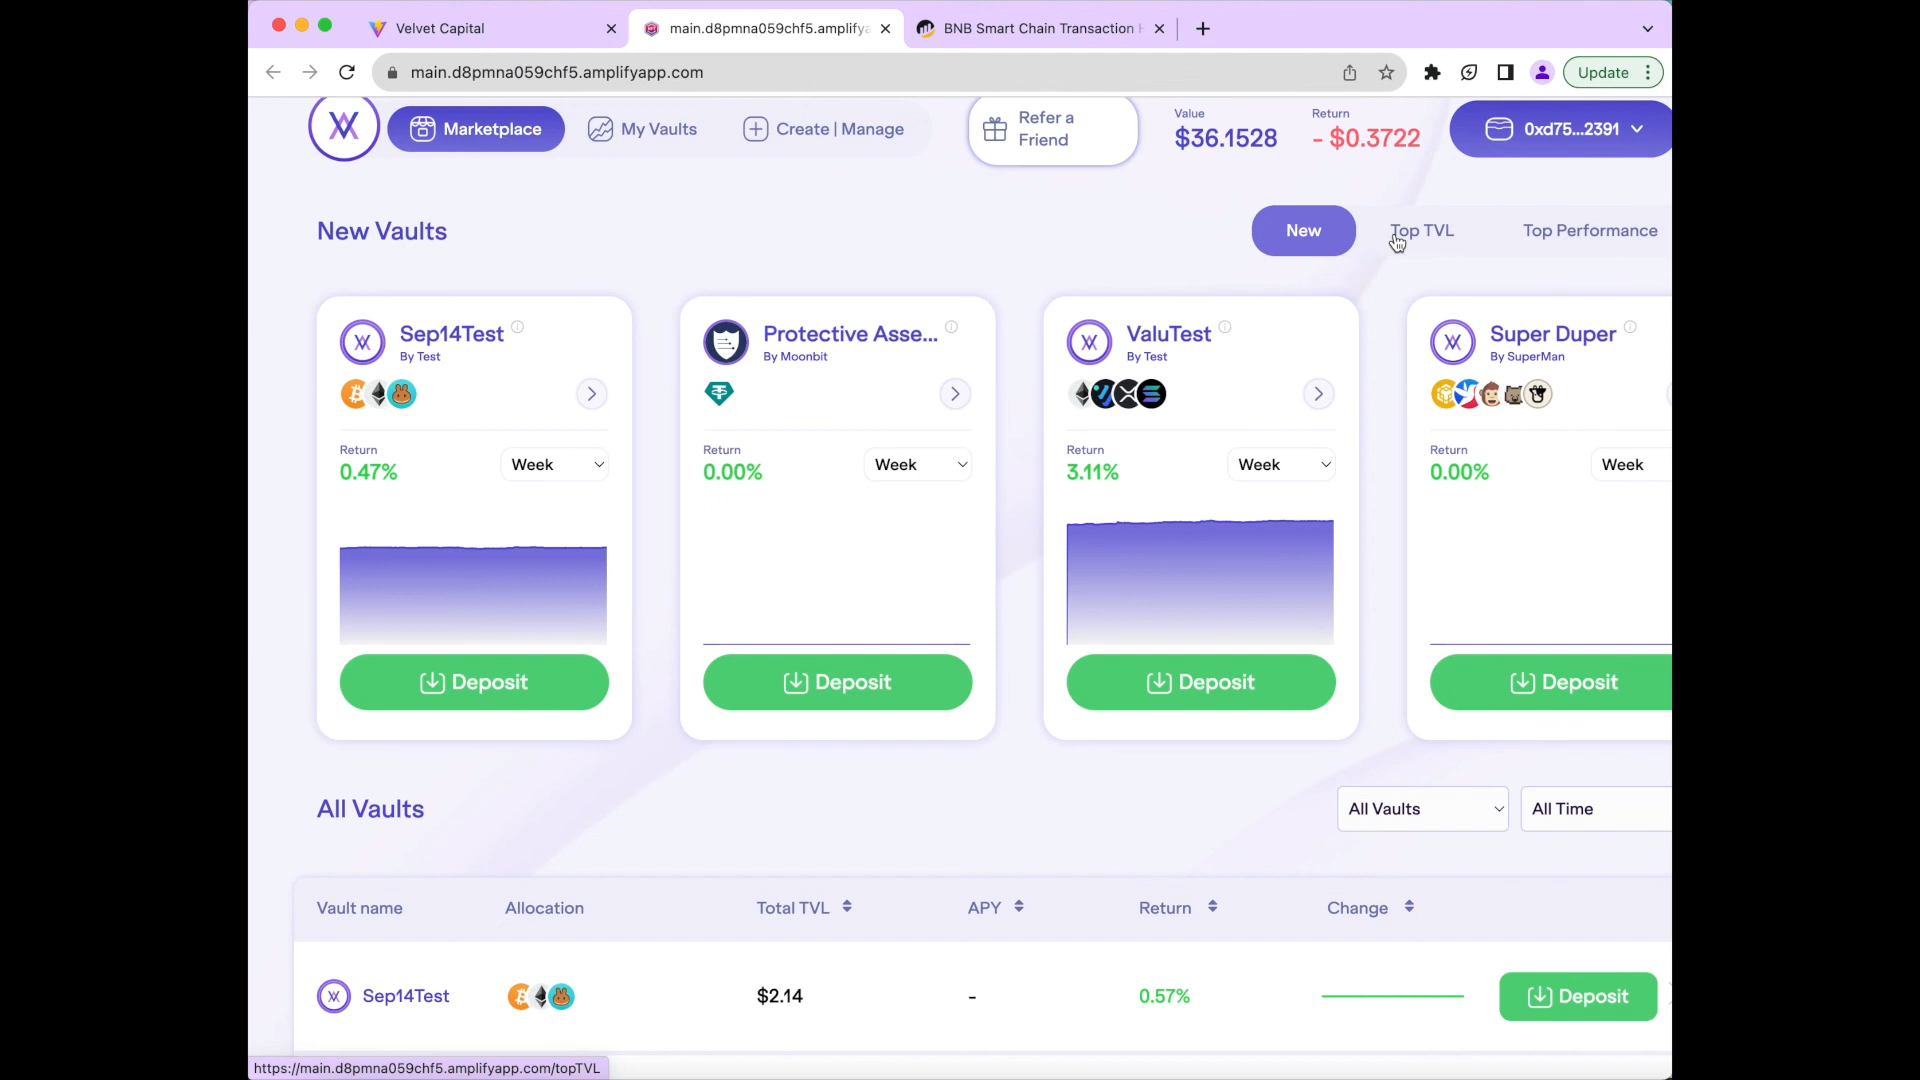 Velvet Capital
main.d8pmna059chf5.amplifya
BNB Smart Chain Transaction H
main.d8pmna059chf5.amplifyapp.com
Update
Marketplace
My Vaults
Create | Manage
Refer a
Friend
Value
$36.1528
Return
- $0.3722
0xd75...2391
New Vaults
New
Top TVL
Top Performance
Sep14Test
By Test
Return
0.47%
Week
Deposit
Protective Asse...
By Moonbit
Return
0.00%
Week
Deposit
ValuTest
By Test
Return
3.11%
Week
Deposit
Super Duper
By SuperMan
Return
0.00%
Week
Deposit
All Vaults
All Vaults
All Time
Vault name
Allocation
Total TVL
APY
Return
Change
Sep14Test
$2.14
-
0.57%
Deposit
https://main.d8pmna059chf5.amplifyapp.com/topTVL